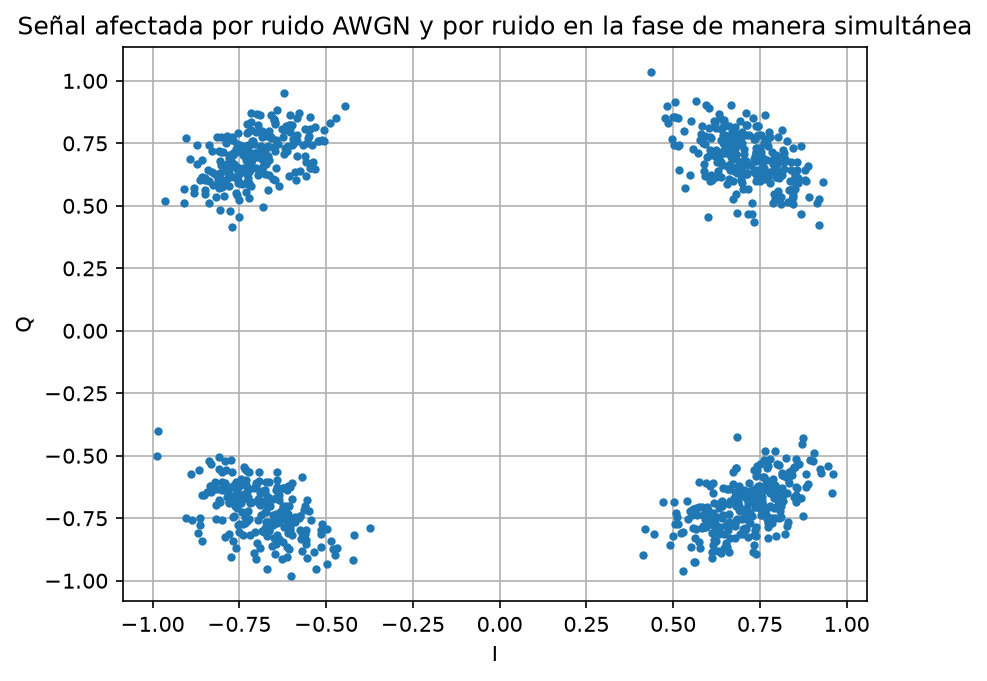 Señal afectada por ruido AWGN y por ruido en la fase de manera simultánea
1.00
0.75
0.50
0.25
0.00
−0.25
−0.50
−0.75
−1.00
Q
−1.00 −0.75 −0.50 −0.25 0.00 0.25 0.50 0.75 1.00
I